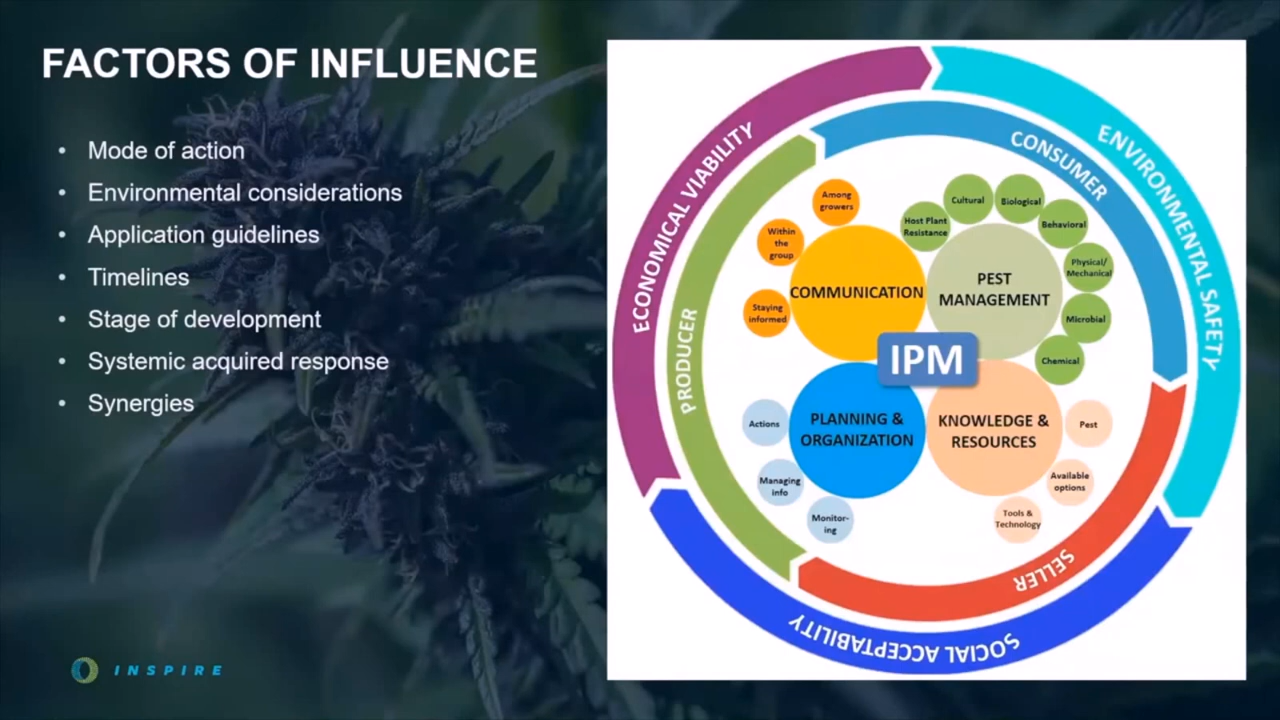 FACTORS OF INFLUENCE
• Mode of action
• Environmental considerations
• Application guidelines
• Timelines
• Stage of development
• Systemic acquired response
• Synergies
INSPIRE
ECONOMICAL VIABILITY
ENVIRONMENTAL SAFETY
SOCIAL ACCEPTABILITY
PRODUCER
CONSUMER
SELLER
IPM
COMMUNICATION
Among
growers
Within
the
group
Staying
informed
PEST
MANAGEMENT
Host Plant
Resistance
Cultural
Biological
Behavioral
Physical/
Mechanical
Microbial
Chemical
PLANNING &
ORGANIZATION
Actions
Managing
info
Monitor-
ing
KNOWLEDGE &
RESOURCES
Pest
Available
options
Tools &
Technology